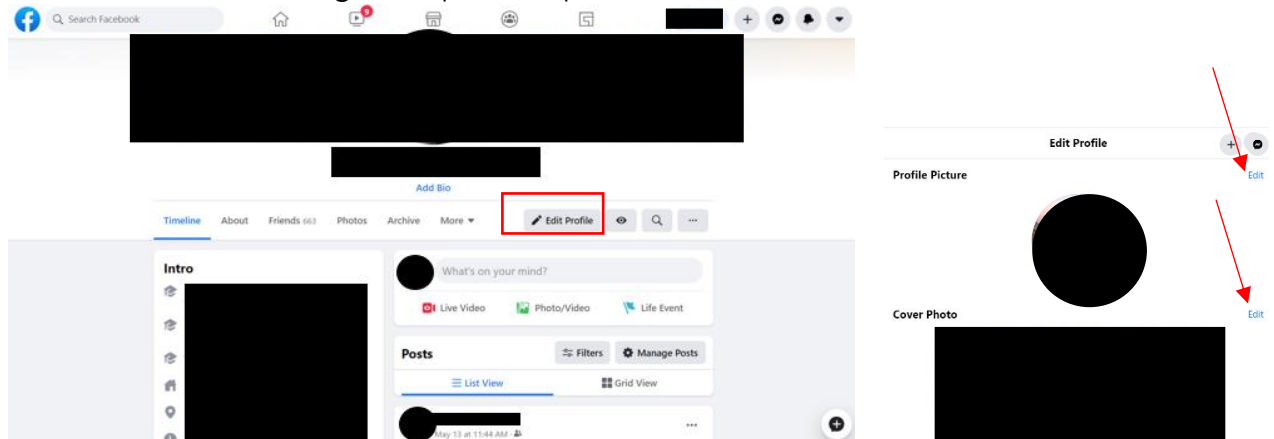 Search Facebook
9
Add Bio
Timeline About Friends 663 Photos Archive More Edit Profile
Intro
What's on your mind?
Live Video Photo/Video Life Event
Posts Filters Manage Posts
List View Grid View
May 13 at 11:44 AM
Edit Profile
Profile Picture Edit
Cover Photo Edit